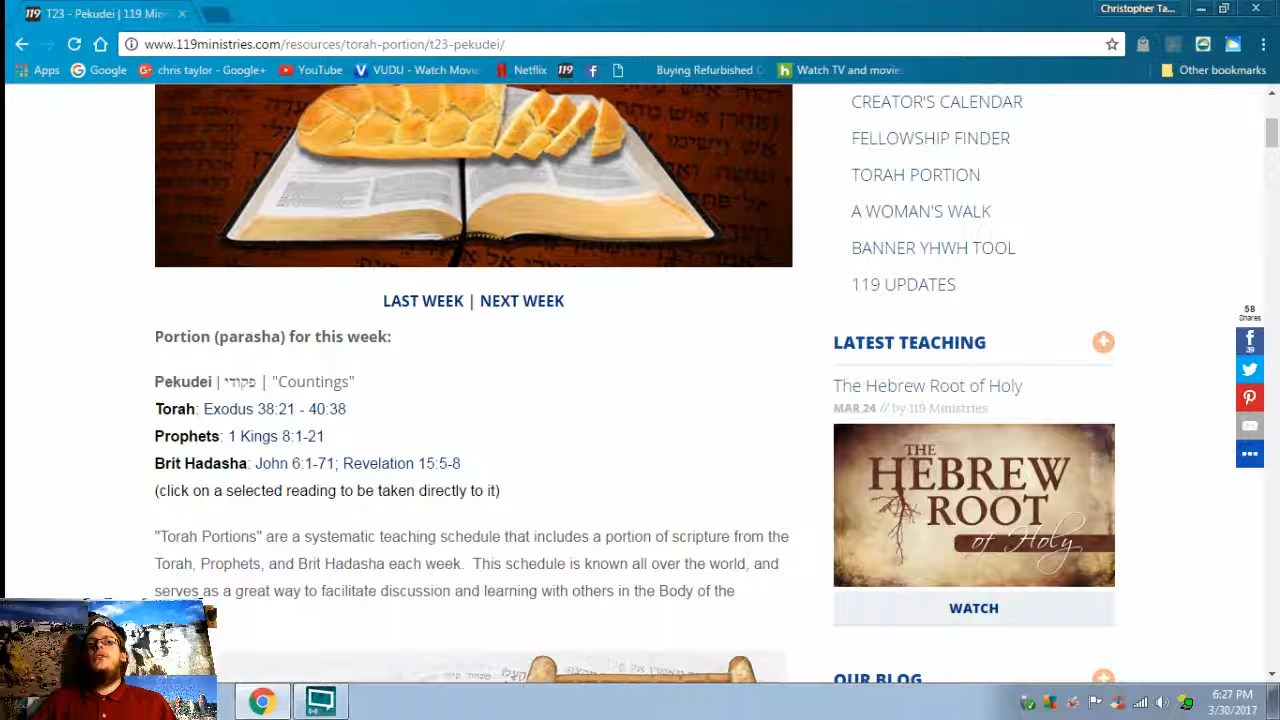 T23 - Pekudei | 119 Min
Christopher Ta...
www.119ministries.com/resources/torah-portion/t23-pekudei/
Apps Google chris taylor - Google+ YouTube VUDU - Watch Movie Netflix 119 Buying Refurbished Watch TV and movies Other bookmarks
CREATOR'S CALENDAR
FELLOWSHIP FINDER
TORAH PORTION
A WOMAN'S WALK
BANNER YHWH TOOL
119 UPDATES
LAST WEEK | NEXT WEEK
Portion (parasha) for this week:
Pekudei | פקודי | "Countings"
Torah: Exodus 38:21 - 40:38
Prophets: 1 Kings 8:1-21
Brit Hadasha: John 6:1-71; Revelation 15:5-8
(click on a selected reading to be taken directly to it)
"Torah Portions" are a systematic teaching schedule that includes a portion of scripture from the
Torah, Prophets, and Brit Hadasha each week. This schedule is known all over the world, and
serves as a great way to facilitate discussion and learning with others in the Body of the
LATEST TEACHING
The Hebrew Root of Holy
MAR 24 // by 119 Ministries
THE
HEBREW
ROOT
of Holy
WATCH
OUR BLOG
58
Shares
39
6:27 PM
3/30/2017